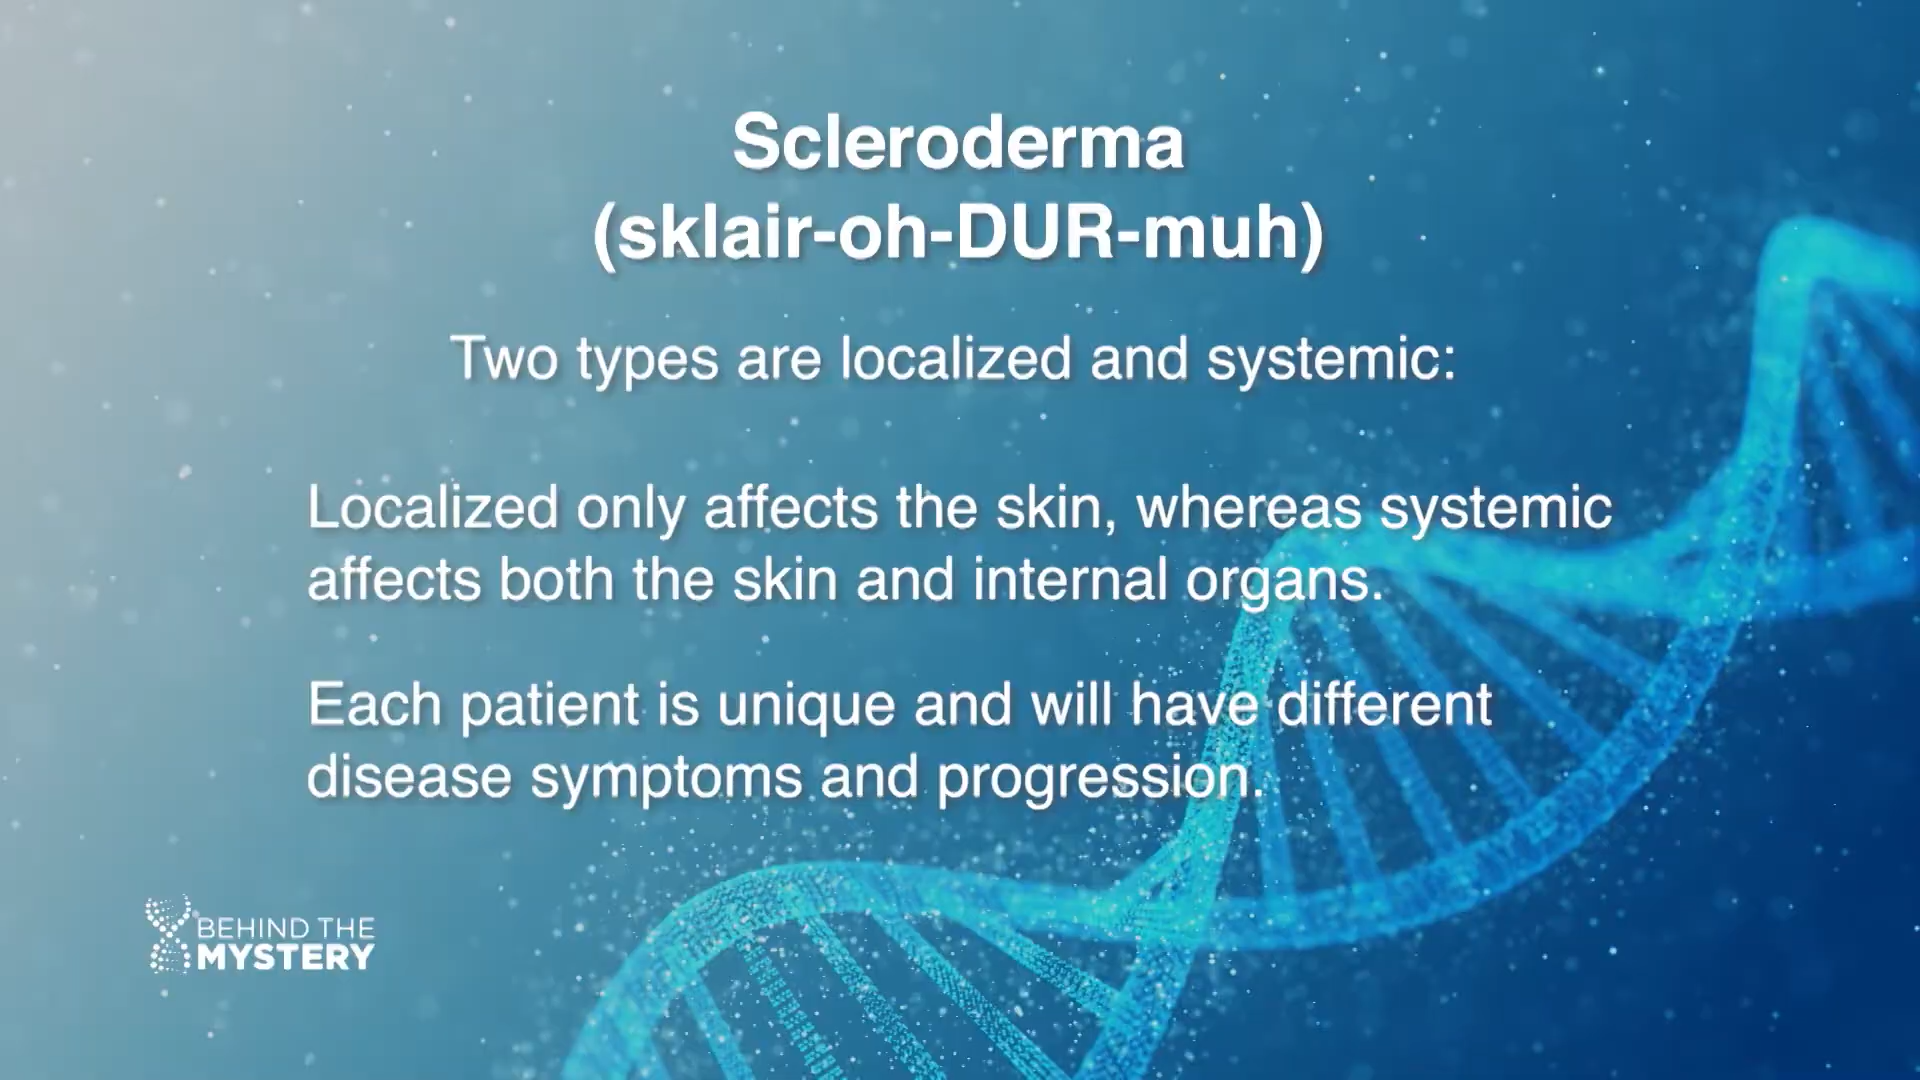 Scleroderma
(sklair-oh-DUR-muh)
Two types are localized and systemic:
Localized only affects the skin, whereas systemic
affects both the skin and internal organs.
Each patient is unique and will have different
disease symptoms and progression.
BEHIND THE
MYSTERY